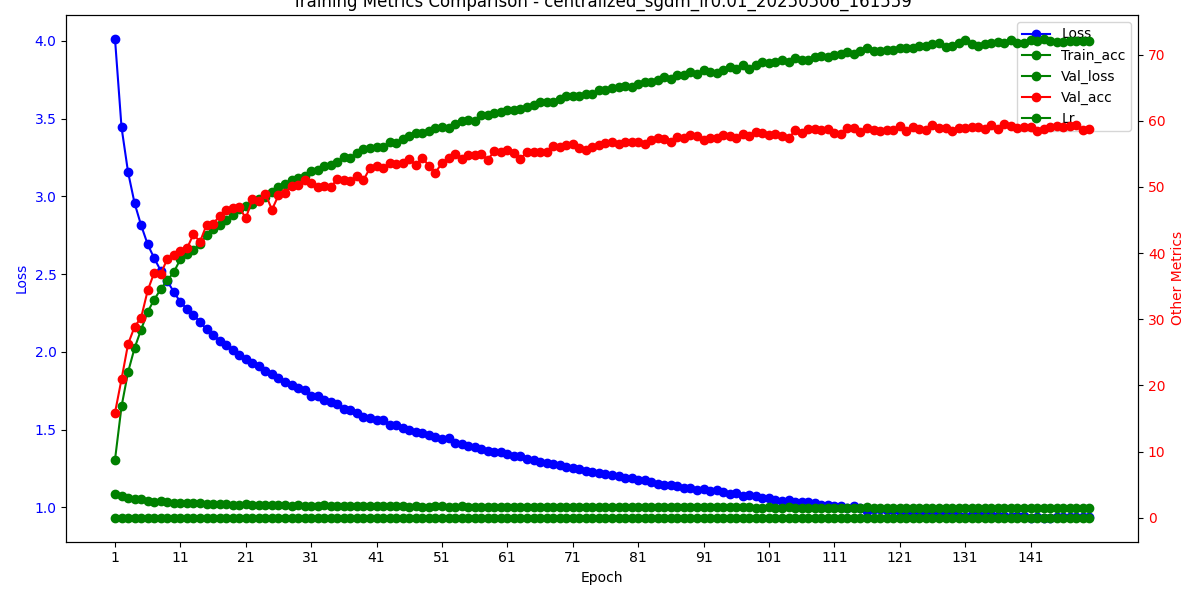 Training Metrics Comparison - centralized_sgdm_lr0.01_20250506_161559
4.0
3.5
3.0
2.5
2.0
1.5
1.0
Loss
70
60
50
40
30
20
10
0
Other Metrics
Loss
Train_acc
Val_loss
Val_acc
Lr
1 11 21 31 41 51 61 71 81 91 101 111 121 131 141
Epoch